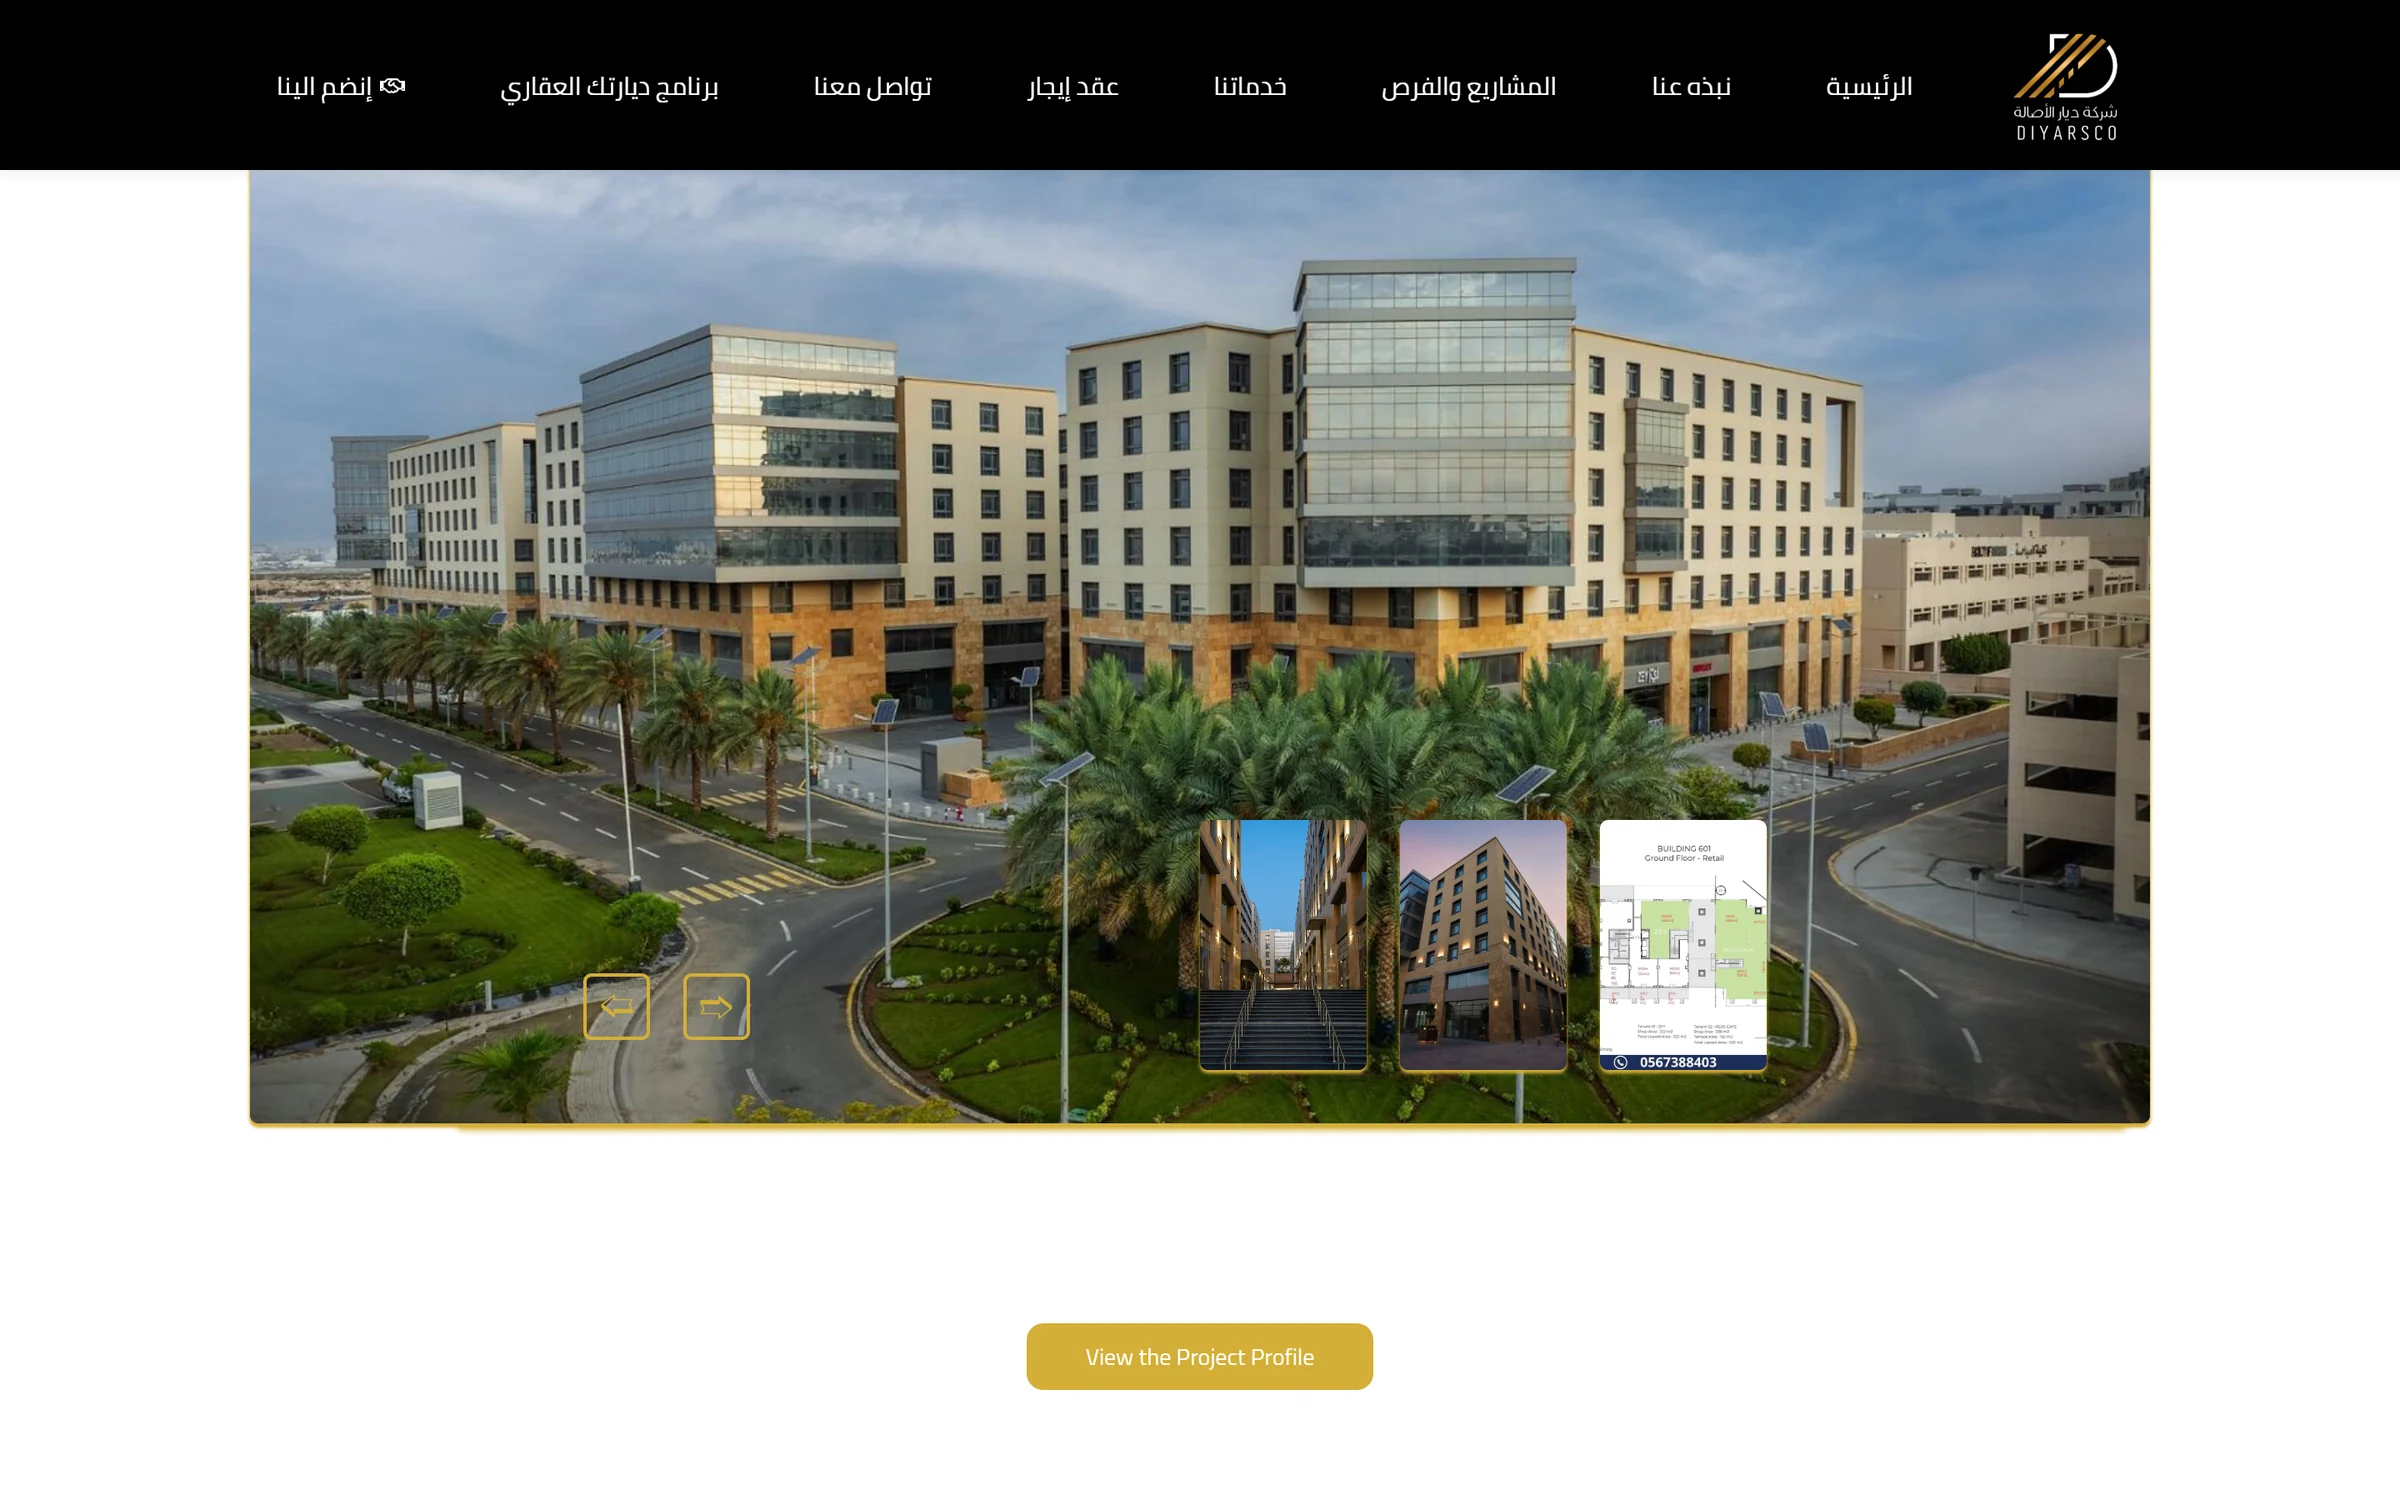 شركة ديار الأصالة
DIYARSCO
الرئيسية
نبذه عنا
المشاريع والفرص
خدماتنا
عقد إيجار
تواصل معنا
برنامج ديارتك العقاري
إنضم الينا
ZEY
BUILDING 601
Ground Floor - Retail
0567388403
View the Project Profile